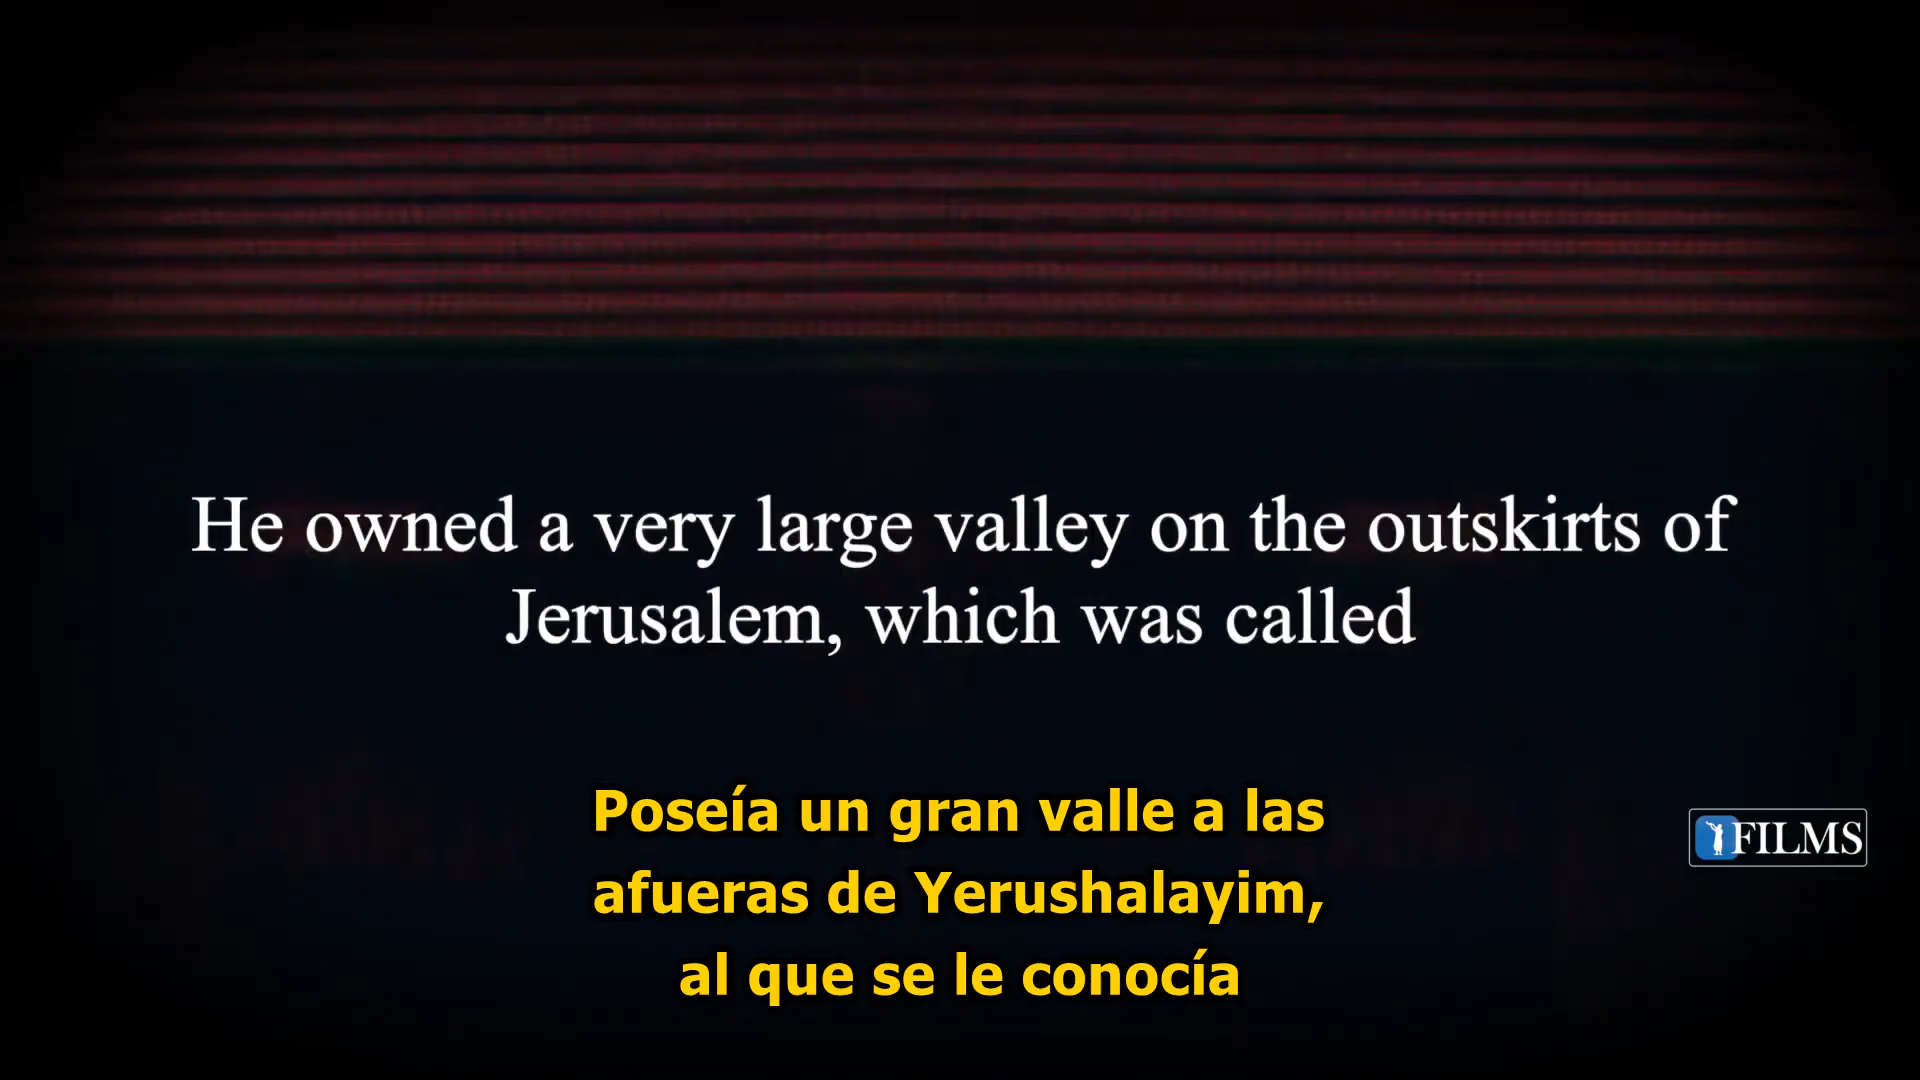 He owned a very large valley on the outskirts of
Jerusalem, which was called
Poseía un gran valle a las
afueras de Yerushalayim,
al que se le conocía
FILMS